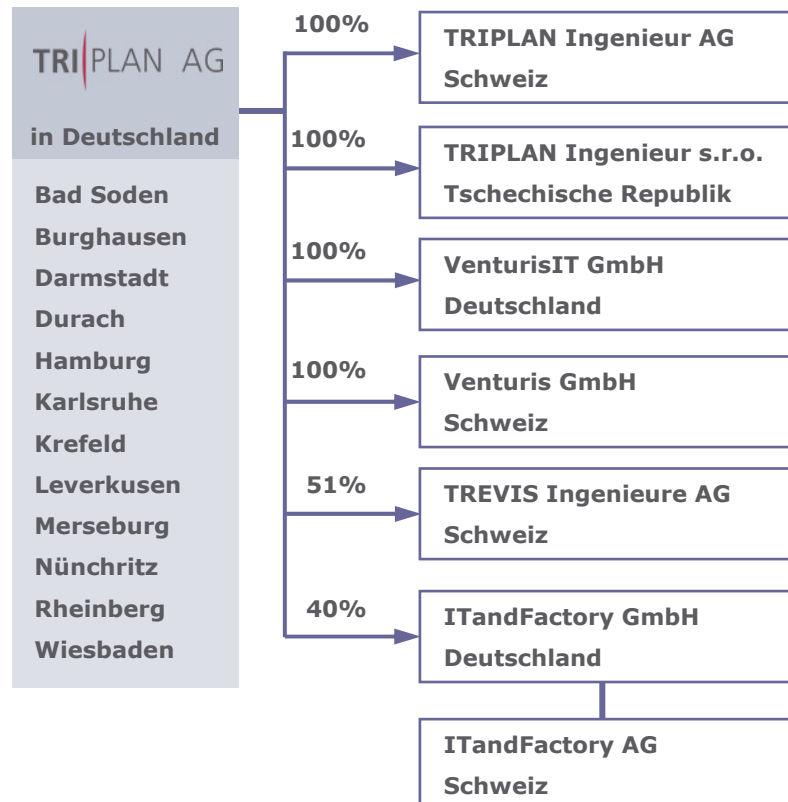 TRIPLAN AG
in Deutschland
Bad Soden
Burghausen
Darmstadt
Durach
Hamburg
Karlsruhe
Krefeld
Leverkusen
Merseburg
Nünchritz
Rheinberg
Wiesbaden
100%
TRIPLAN Ingenieur AG
Schweiz
100%
TRIPLAN Ingenieur s.r.o.
Tschechische Republik
100%
VenturisIT GmbH
Deutschland
100%
Venturis GmbH
Schweiz
51%
TREVIS Ingenieure AG
Schweiz
40%
ITandFactory GmbH
Deutschland
ITandFactory AG
Schweiz